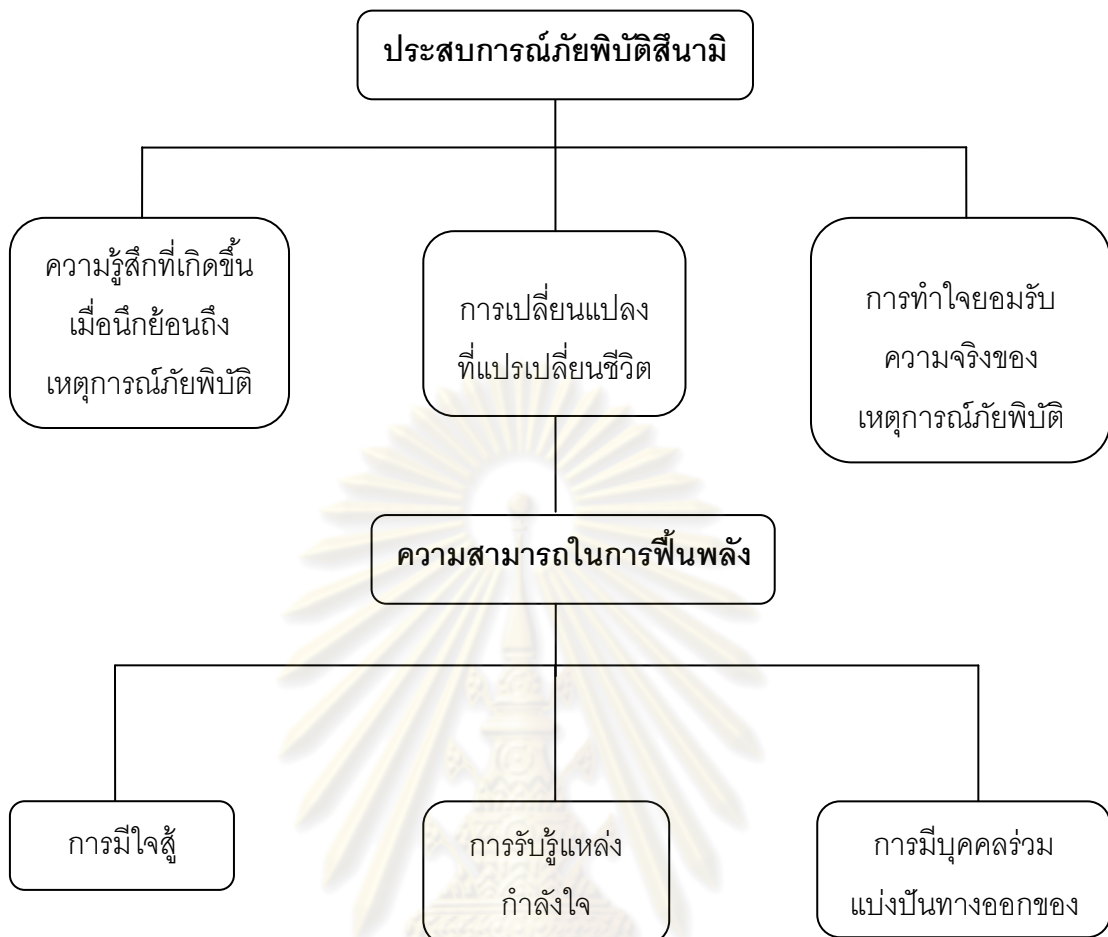 ประสบการณ์ภัยพิบัติสึนามิ
ความรู้สึกที่เกิดขึ้น
เมื่อนึกย้อนถึง
เหตุการณ์ภัยพิบัติ
การเปลี่ยนแปลง
ที่แปรเปลี่ยนชีวิต
การทำใจยอมรับ
ความจริงของ
เหตุการณ์ภัยพิบัติ
ความสามารถในการฟื้นพลัง
การมีใจสู้
การรับรู้แหล่ง
กำลังใจ
การมีบุคคลร่วม
แบ่งปันทางออกของ